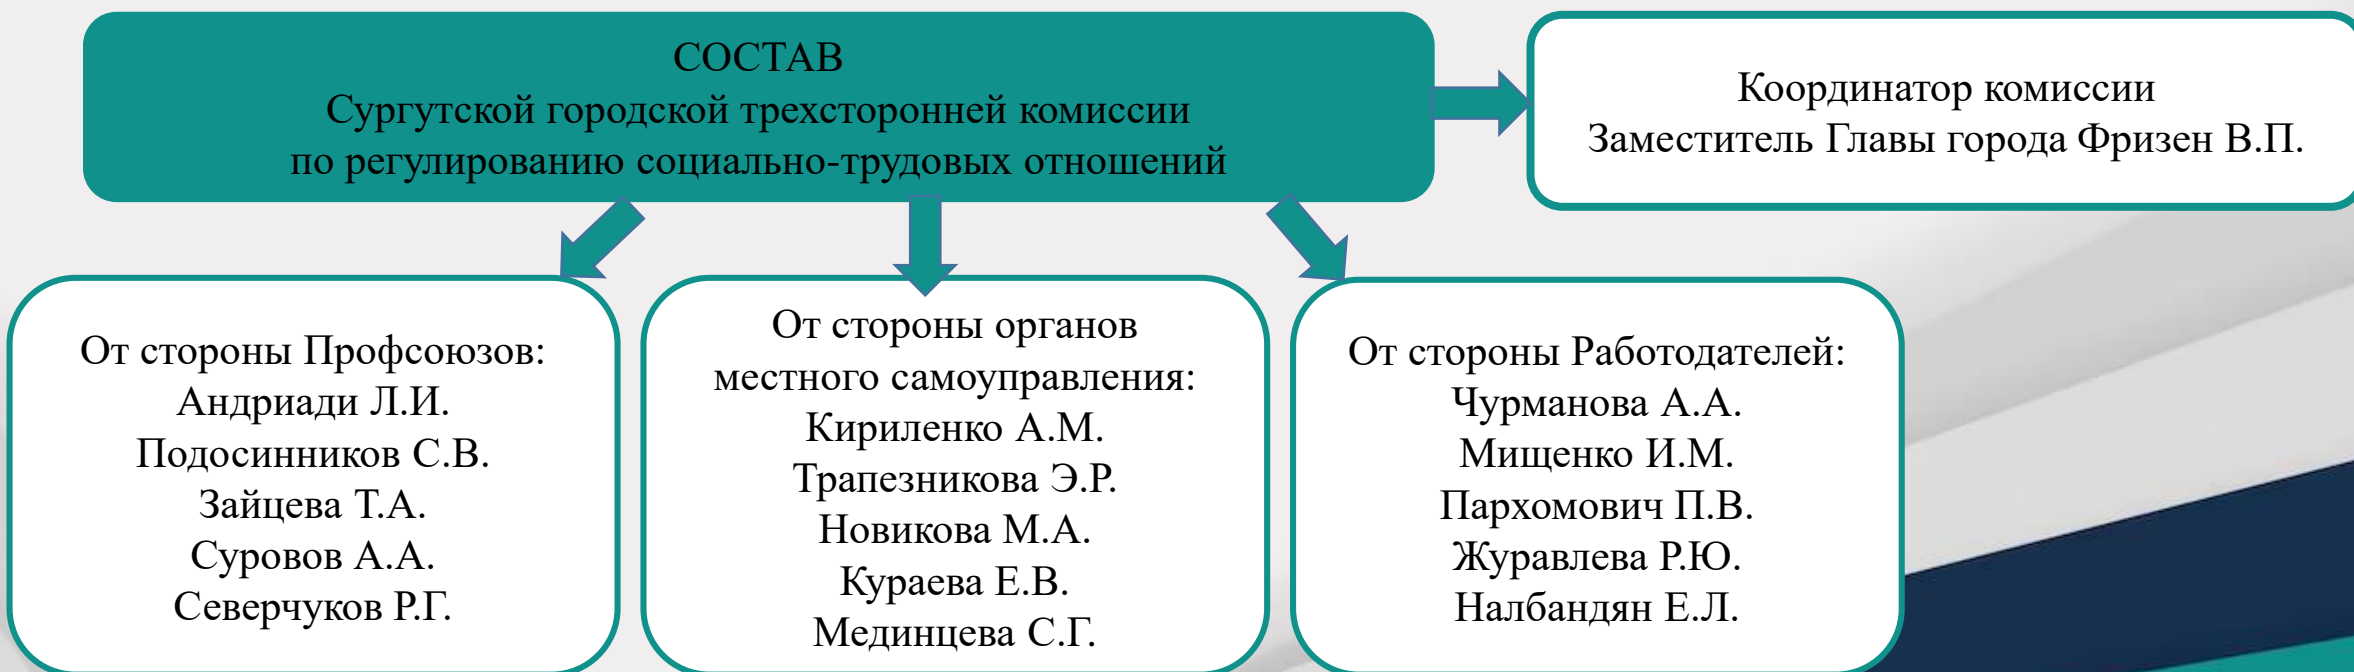 СОСТАВ
Сургутской городской трехсторонней комиссии
по регулированию социально-трудовых отношений
Координатор комиссии
Заместитель Главы города Фризен В.П.
От стороны Профсоюзов:
Андриади Л.И.
Подосинников С.В.
Зайцева Т.А.
Суровов А.А.
Северчуков Р.Г.
От стороны органов
местного самоуправления:
Кириленко А.М.
Трапезникова Э.Р.
Новикова М.А.
Кураева Е.В.
Мединцева С.Г.
От стороны Работодателей:
Чурманова А.А.
Мищенко И.М.
Пархомович П.В.
Журавлева Р.Ю.
Налбандян Е.Л.